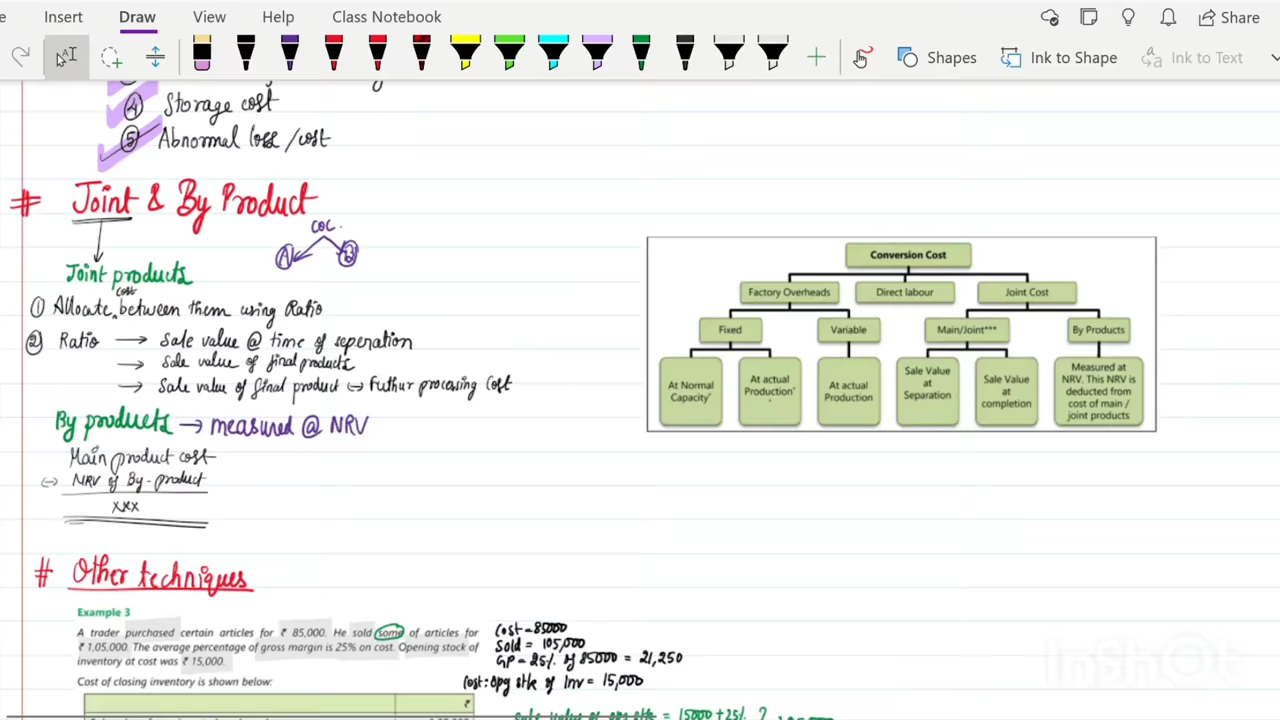 Insert Draw View Help Class Notebook Share
Shapes Ink to Shape Ink to Text
④ Storage cost
⑤ Abnormal loss /cost
# Joint & By Product
COC.
A B
Joint products
① Allocate cost between them using Ratio
② Ratio → Sale value @ time of seperation
→ Sale value of final products
→ Sale value of final product (-) Futhur processing cost
By products → measured @ NRV
Main product cost
(-) NRV of By-product
xxx
Conversion Cost
Factory Overheads Direct labour Joint Cost
Fixed Variable Main/Joint*** By Products
At Normal Capacity*
At actual Production*
*
At actual Production
Sale Value at Separation
Sale Value at completion
Measured at NRV. This NRV is deducted from cost of main / joint products
# Other techniques
Example 3
A trader purchased certain articles for ₹ 85,000. He sold some of articles for
₹ 1,05,000. The average percentage of gross margin is 25% on cost. Opening stock of
inventory at cost was ₹ 15,000.
Cost of closing inventory is shown below:
₹
Cost = 85000
Sold = 105,000
GP = 25% of 85000 = 21,250
Cost: Opg stk of Inv = 15,000
= 15000 + 25% ?
InShOt